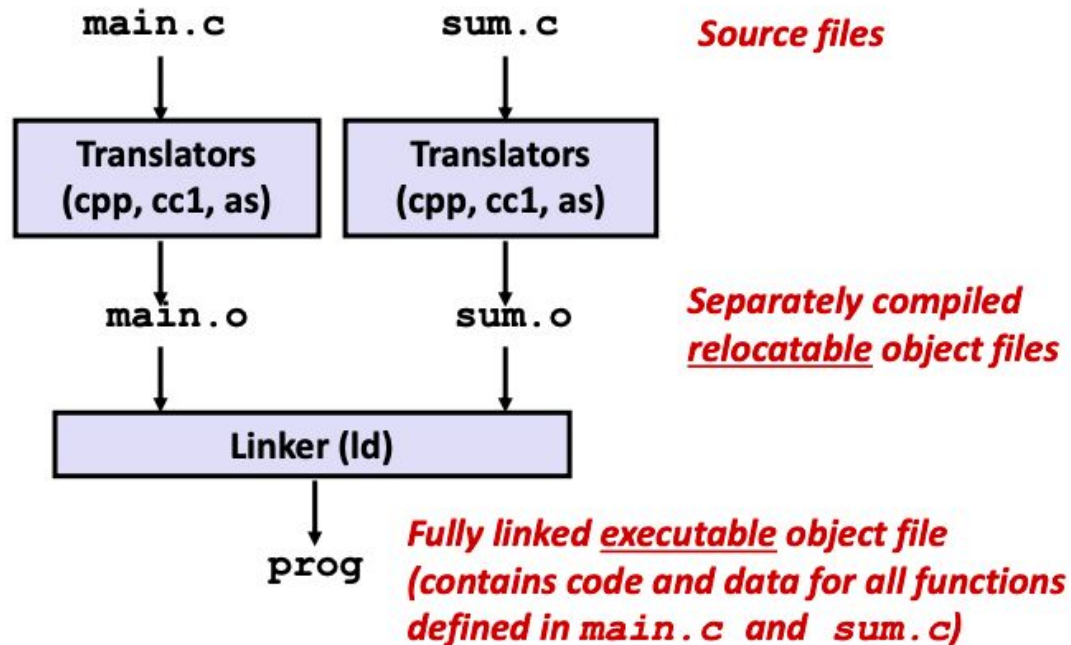 main.c sum.c Source files
Translators Translators
(cpp, cc1, as) (cpp, cc1, as)
main.o sum.o Separately compiled
relocatable object files
Linker (ld)
prog Fully linked executable object file
(contains code and data for all functions
defined in main.c and sum.c)